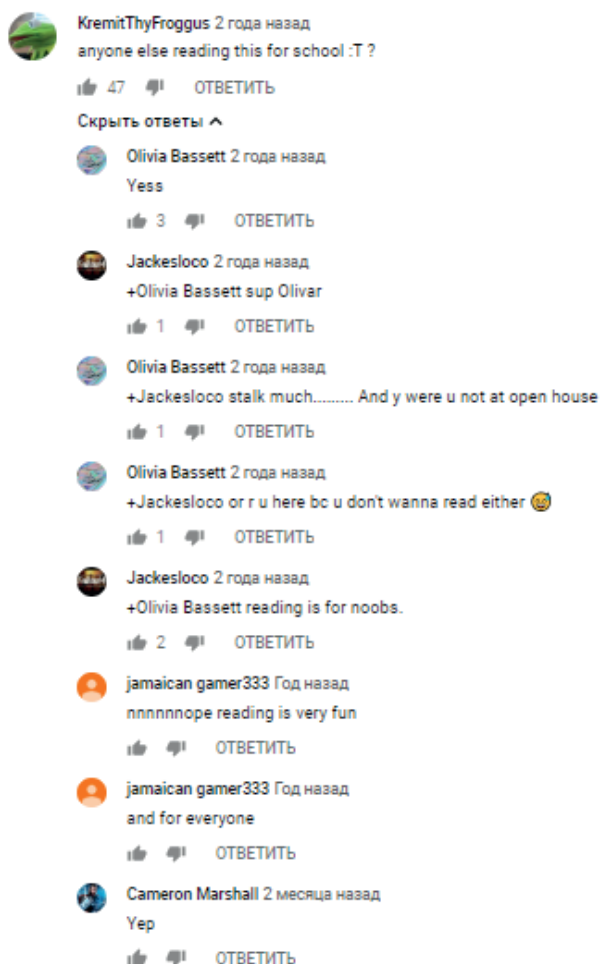 KremitThyFroggus 2 года назад
anyone else reading this for school :T ?
47 ОТВЕТИТЬ
Скрыть ответы
Olivia Bassett 2 года назад
Yess
3 ОТВЕТИТЬ
Jackesloco 2 года назад
+Olivia Bassett sup Olivar
1 ОТВЕТИТЬ
Olivia Bassett 2 года назад
+Jackesloco stalk much......... And y were u not at open house
1 ОТВЕТИТЬ
Olivia Bassett 2 года назад
+Jackesloco or r u here bc u don't wanna read either 😅
1 ОТВЕТИТЬ
Jackesloco 2 года назад
+Olivia Bassett reading is for noobs.
2 ОТВЕТИТЬ
jamaican gamer333 Год назад
nnnnnnope reading is very fun
ОТВЕТИТЬ
jamaican gamer333 Год назад
and for everyone
ОТВЕТИТЬ
Cameron Marshall 2 месяца назад
Yep
ОТВЕТИТЬ